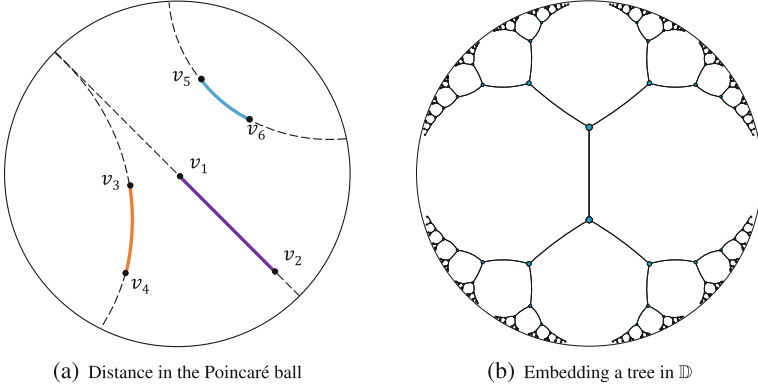 v₅
v₆
v₁
v₃
v₂
v₄
(a) Distance in the Poincaré ball
(b) Embedding a tree in 𝔻